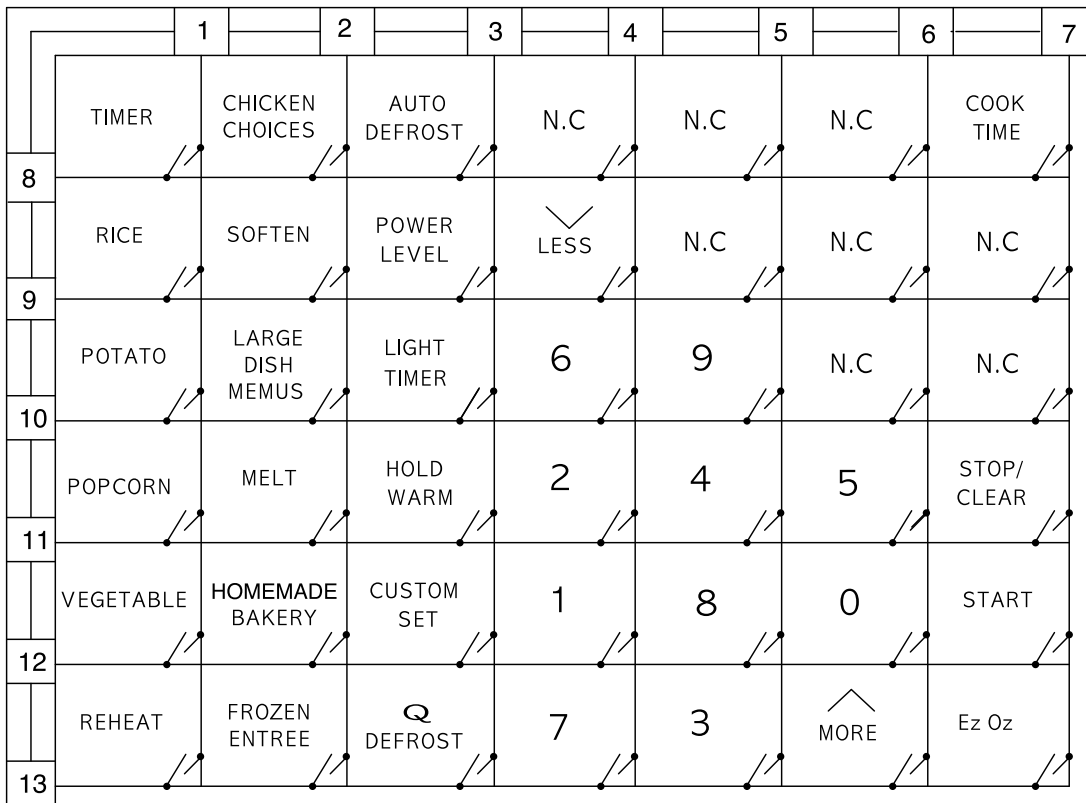 1 2 3 4 5 6 7
TIMER
CHICKEN
CHOICES
AUTO
DEFROST
N.C
N.C
N.C
COOK
TIME
8
RICE
SOFTEN
POWER
LEVEL
LESS
N.C
N.C
N.C
9
POTATO
LARGE
DISH
MEMUS
LIGHT
TIMER
6
9
N.C
N.C
10
POPCORN
MELT
HOLD
WARM
2
4
5
STOP/
CLEAR
11
VEGETABLE
HOMEMADE
BAKERY
CUSTOM
SET
1
8
0
START
12
REHEAT
FROZEN
ENTREE
Q
DEFROST
7
3
MORE
Ez Oz
13